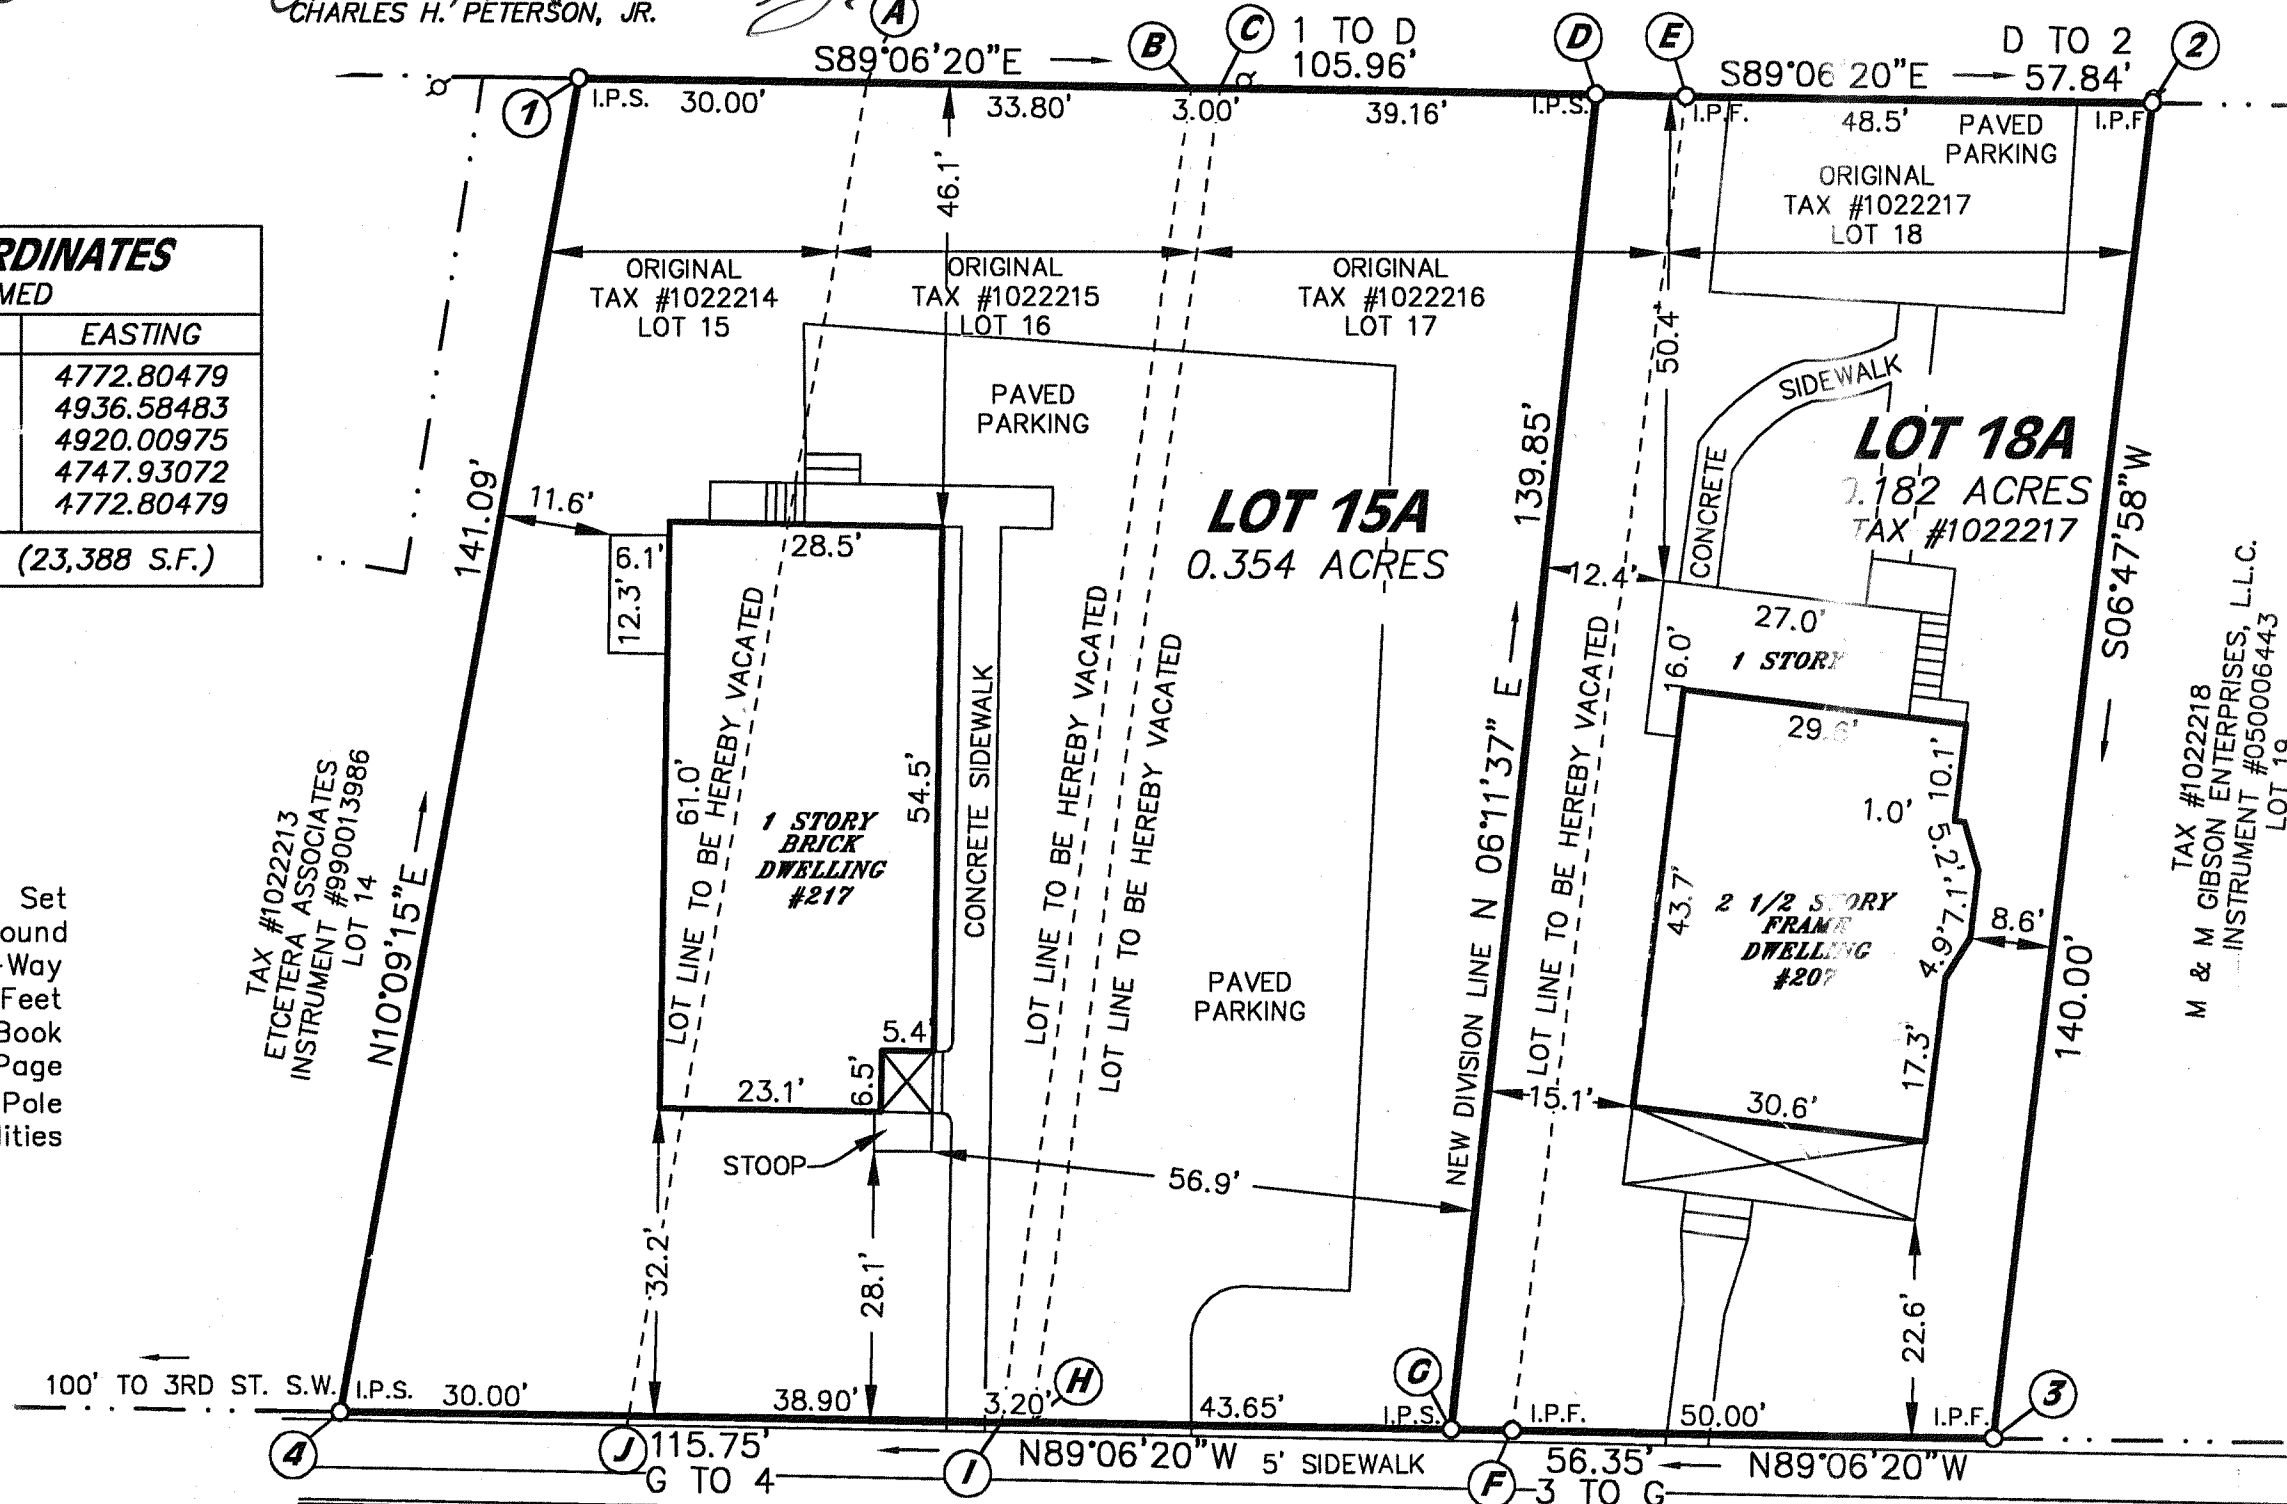 CHARLES H. PETERSON, JR.
A
B
C
1 TO D
105.96'
D
E
D TO 2
57.84'
2
S89°06'20"E
S89°06'20"E
1
I.P.S.
30.00'
33.80'
3.00'
39.16'
I.P.S.
I.P.F.
48.5'
I.P.F
PAVED
PARKING
ORIGINAL
TAX #1022217
LOT 18
46.1'
ORIGINAL
TAX #1022214
LOT 15
ORIGINAL
TAX #1022215
LOT 16
ORIGINAL
TAX #1022216
LOT 17
50.4'
RDINATES
MED
EASTING
4772.80479
4936.58483
4920.00975
4747.93072
4772.80479
(23,388 S.F.)
PAVED
PARKING
CONCRETE
SIDEWALK
LOT 18A
.182 ACRES
TAX #1022217
LOT 15A
0.354 ACRES
139.85'
141.09'
11.6'
6.1'
12.3'
28.5'
12.4'
S06°47'58"W
140.00'
27.0'
1 STORY
16.0'
29.6'
10.1'
1.0'
5.2'
7.1'
4.9'
17.3'
43.7'
2 1/2 STORY
FRAME
DWELLING
#207
8.6'
30.6'
15.1'
22.6'
61.0'
54.5'
1 STORY
BRICK
DWELLING
#217
LOT LINE TO BE HEREBY VACATED
CONCRETE SIDEWALK
LOT LINE TO BE HEREBY VACATED
LOT LINE TO BE HEREBY VACATED
PAVED
PARKING
NEW DIVISION LINE N 06°11'37" E
LOT LINE TO BE HEREBY VACATED
TAX #1022218
M & M GIBSON ENTERPRISES, L.L.C.
INSTRUMENT #050006443
LOT 19
TAX #1022213
ETCETERA ASSOCIATES
INSTRUMENT #990013986
LOT 14
N10°09'15"E
Set
ound
-Way
Feet
Book
Page
Pole
lities
5.4'
6.5'
23.1'
STOOP
56.9'
32.2'
28.1'
100' TO 3RD ST. S.W.
I.P.S.
30.00'
38.90'
3.20'
H
43.65'
G
I.P.S.
I.P.F.
50.00'
I.P.F.
3
4
J
115.75'
G TO 4
I
N89°06'20"W
5' SIDEWALK
F
56.35'
3 TO G
N89°06'20"W